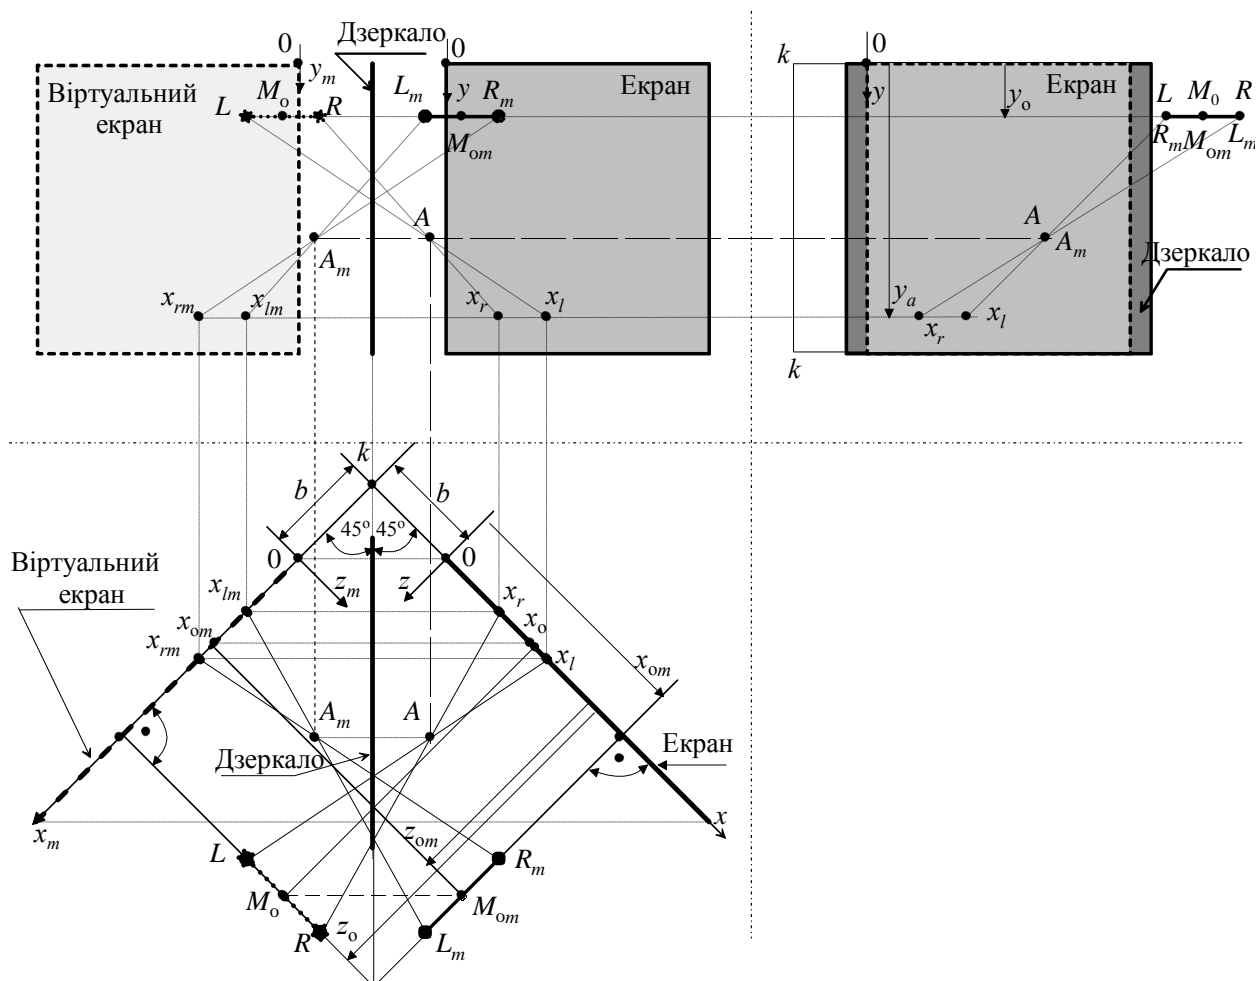 Дзеркало
0
0
0
k
y_m
Віртуальний
екран
L
M_o
R
L_m
y
R_m
Екран
M_om
y
y_o
Екран
L
M_0
R
R_m
M_om
L_m
A
A_m
A
A_m
Дзеркало
x_rm
x_lm
x_r
x_l
y_a
x_r
x_l
k
k
b
b
45° 45°
0
0
Віртуальний
екран
z_m
z
x_lm
x_r
x_om
x_o
x_rm
x_l
x_om
A_m
A
Дзеркало
Екран
x_m
z_om
x
L
R_m
M_o
M_om
R
z_o
L_m